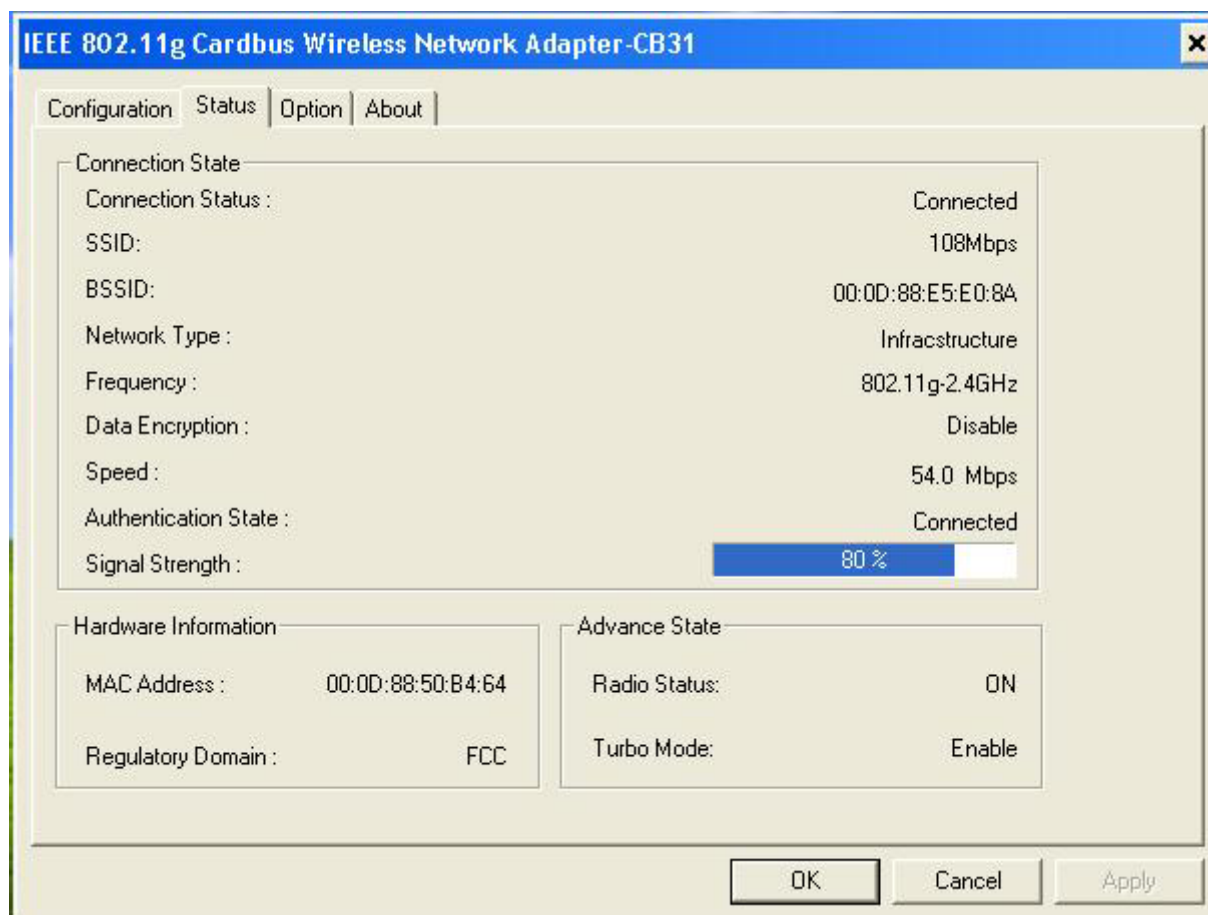 IEEE 802.11g Cardbus Wireless Network Adapter-CB31
Configuration Status Option About
Connection State
Connection Status : Connected
SSID: 108Mbps
BSSID: 00:0D:88:E5:E0:8A
Network Type : Infracstructure
Frequency : 802.11g-2.4GHz
Data Encryption : Disable
Speed : 54.0 Mbps
Authentication State : Connected
Signal Strength : 80 %
Hardware Information
MAC Address : 00:0D:88:50:B4:64
Regulatory Domain : FCC
Advance State
Radio Status: ON
Turbo Mode: Enable
OK Cancel Apply